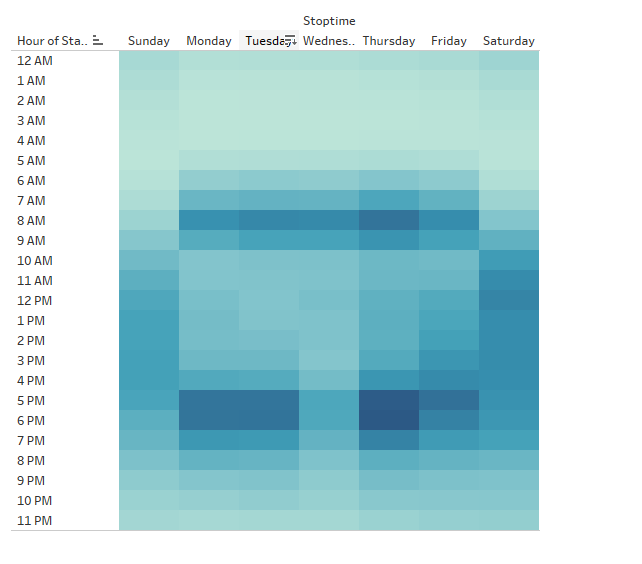 Stoptime
Hour of Sta.. Sunday Monday Tuesday Wednes.. Thursday Friday Saturday
12 AM
1 AM
2 AM
3 AM
4 AM
5 AM
6 AM
7 AM
8 AM
9 AM
10 AM
11 AM
12 PM
1 PM
2 PM
3 PM
4 PM
5 PM
6 PM
7 PM
8 PM
9 PM
10 PM
11 PM